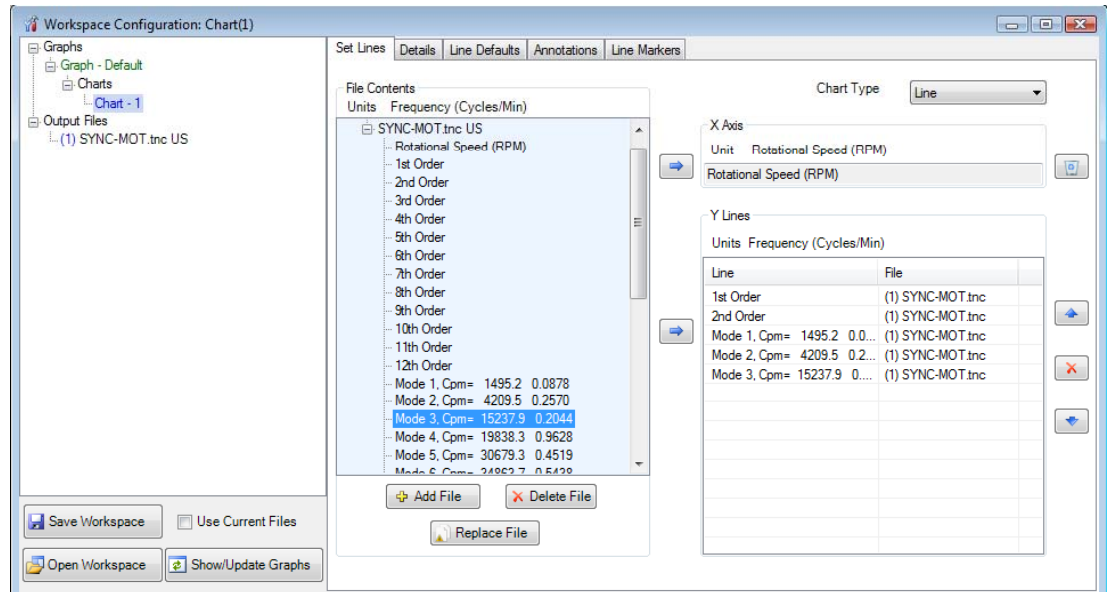 Workspace Configuration: Chart(1)
Graphs
Graph - Default
Charts
Chart - 1
Output Files
(1) SYNC-MOT.tnc US
Save Workspace
Use Current Files
Open Workspace
Show/Update Graphs
Set Lines Details Line Defaults Annotations Line Markers
File Contents
Units Frequency (Cycles/Min)
SYNC-MOT.tnc US
Rotational Speed (RPM)
1st Order
2nd Order
3rd Order
4th Order
5th Order
6th Order
7th Order
8th Order
9th Order
10th Order
11th Order
12th Order
Mode 1, Cpm= 1495.2 0.0878
Mode 2, Cpm= 4209.5 0.2570
Mode 3, Cpm= 15237.9 0.2044
Mode 4, Cpm= 19838.3 0.9628
Mode 5, Cpm= 30679.3 0.4519
Mode 6, Cpm= 34863.7 0.5438
Add File
Delete File
Replace File
Chart Type Line
X Axis
Unit Rotational Speed (RPM)
Rotational Speed (RPM)
Y Lines
Units Frequency (Cycles/Min)
Line File
1st Order (1) SYNC-MOT.tnc
2nd Order (1) SYNC-MOT.tnc
Mode 1, Cpm= 1495.2 0.0... (1) SYNC-MOT.tnc
Mode 2, Cpm= 4209.5 0.2... (1) SYNC-MOT.tnc
Mode 3, Cpm= 15237.9 0.... (1) SYNC-MOT.tnc